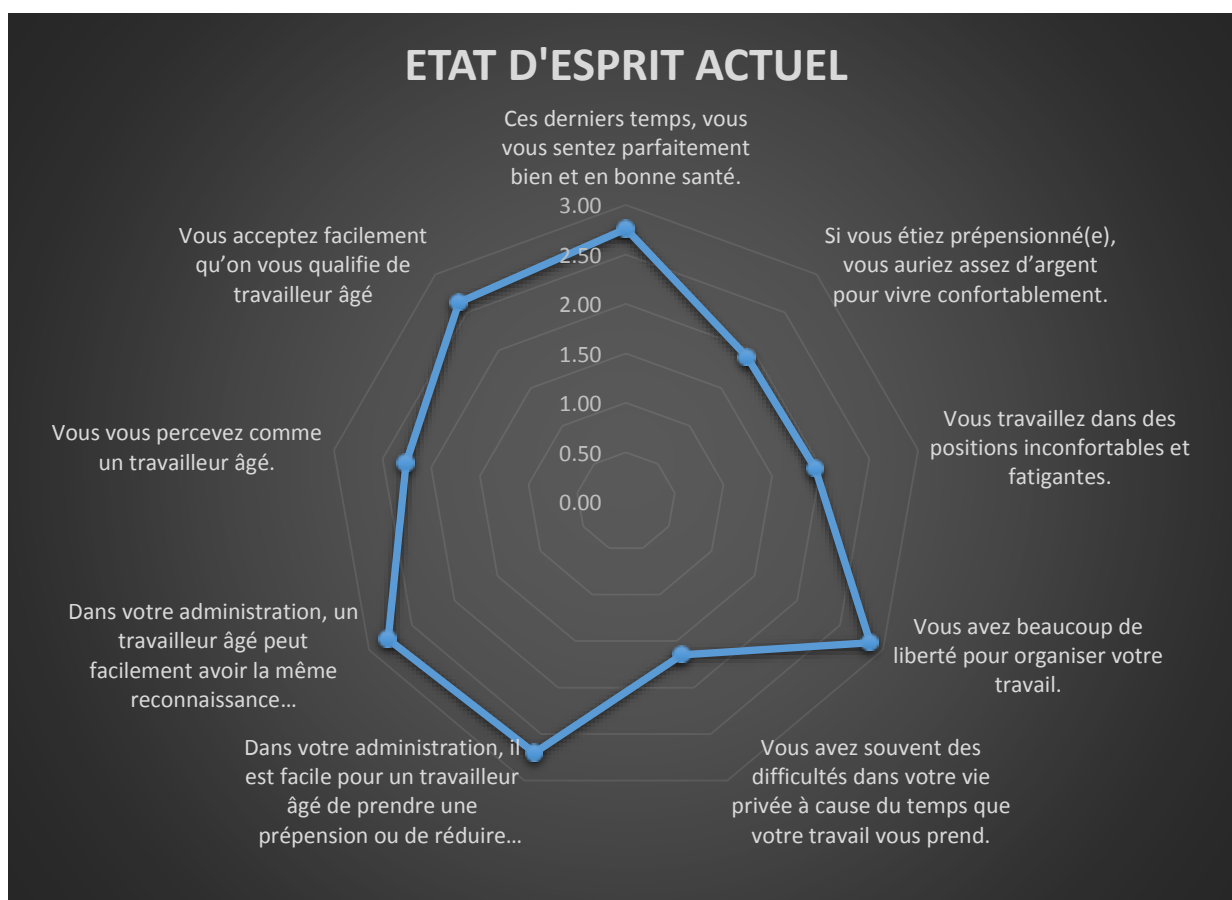 ETAT D'ESPRIT ACTUEL
Ces derniers temps, vous
vous sentez parfaitement
bien et en bonne santé.
Si vous étiez prépensionné(e),
vous auriez assez d’argent
pour vivre confortablement.
Vous travaillez dans des
positions inconfortables et
fatigantes.
Vous avez beaucoup de
liberté pour organiser votre
travail.
Vous avez souvent des
difficultés dans votre vie
privée à cause du temps que
votre travail vous prend.
Dans votre administration, il
est facile pour un travailleur
âgé de prendre une
prépension ou de réduire…
Dans votre administration, un
travailleur âgé peut
facilement avoir la même
reconnaissance…
Vous vous percevez comme
un travailleur âgé.
Vous acceptez facilement
qu’on vous qualifie de
travailleur âgé
3.00
2.50
2.00
1.50
1.00
0.50
0.00